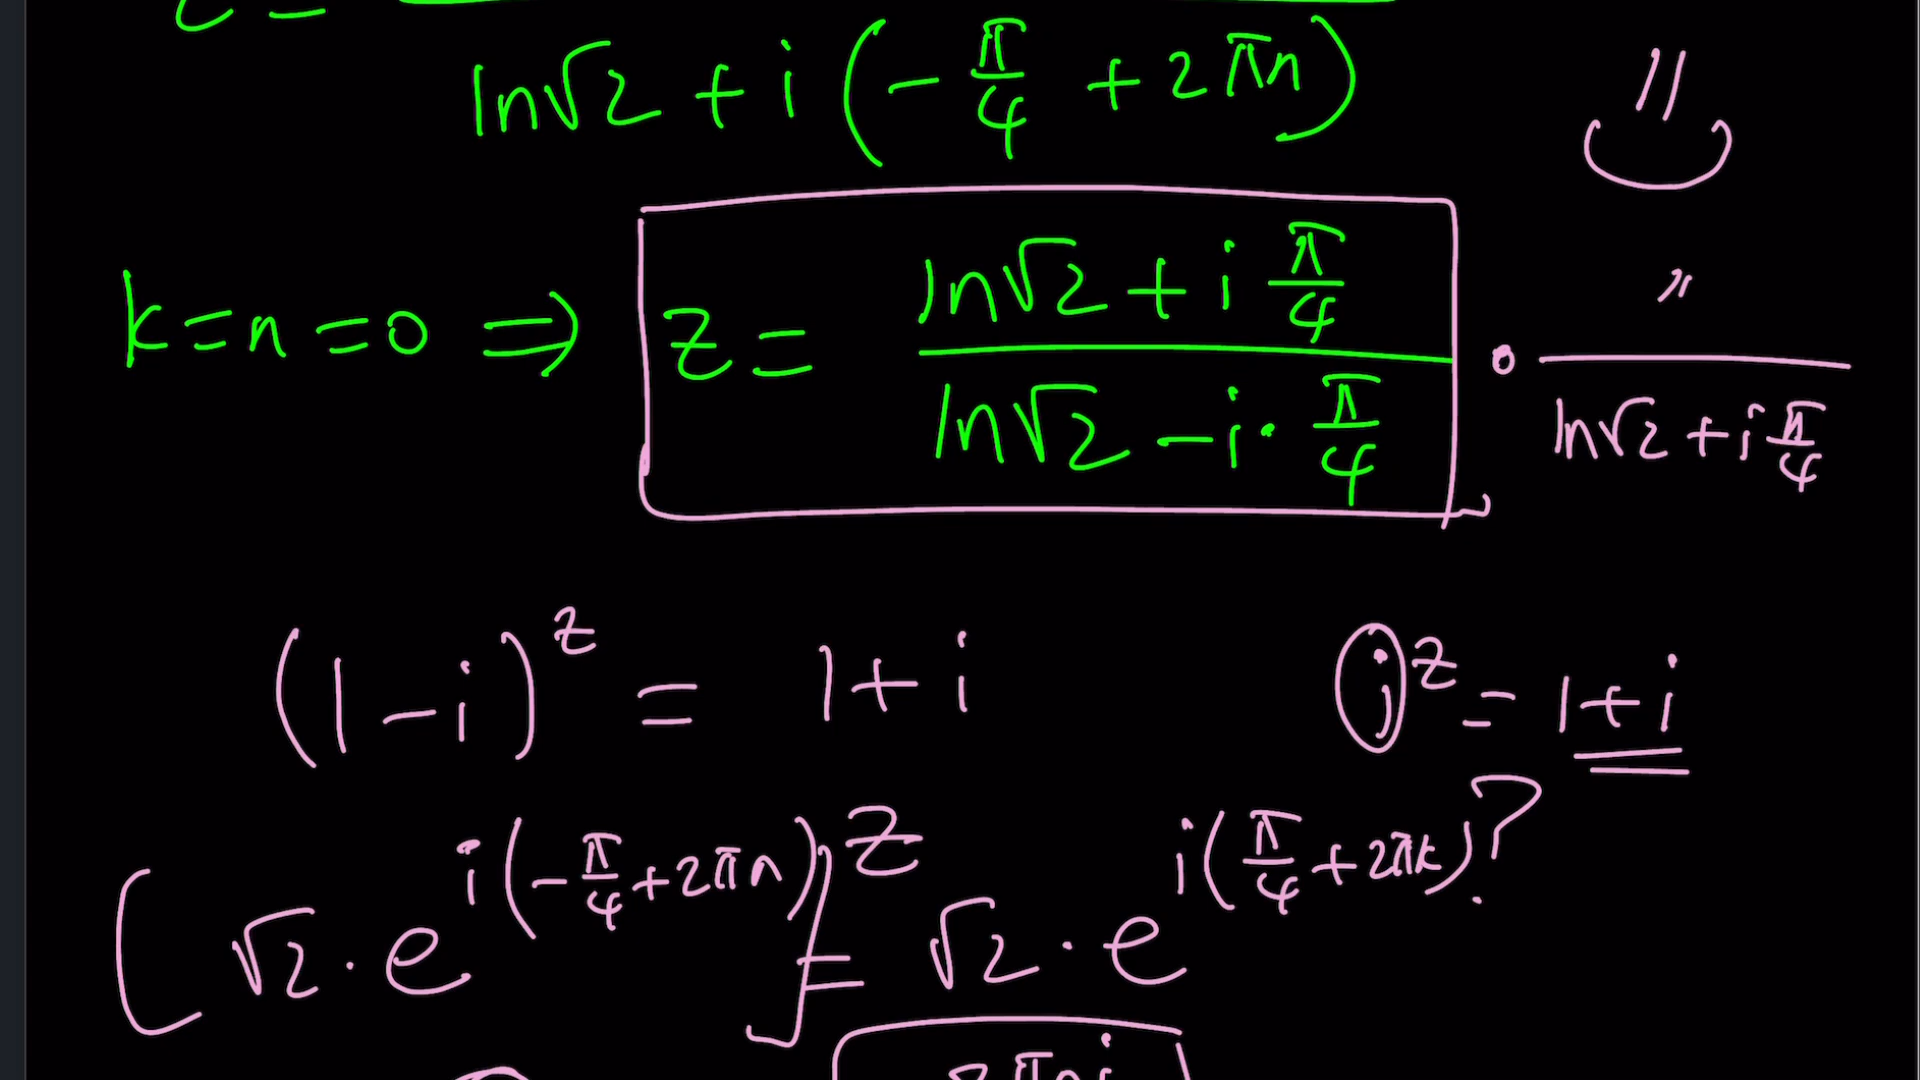 ln√2 + i (-π/4 + 2πn)
k=n=0 ⇒ z = (ln√2 + i π/4)/(ln√2 - i · π/4) · 〃/(ln√2 + i π/4)
(1-i)^z = 1+i
i^z = 1+i ?
[√2 · e^(i(-π/4+2πn))]^z = √2 · e^(i(π/4+2πk))